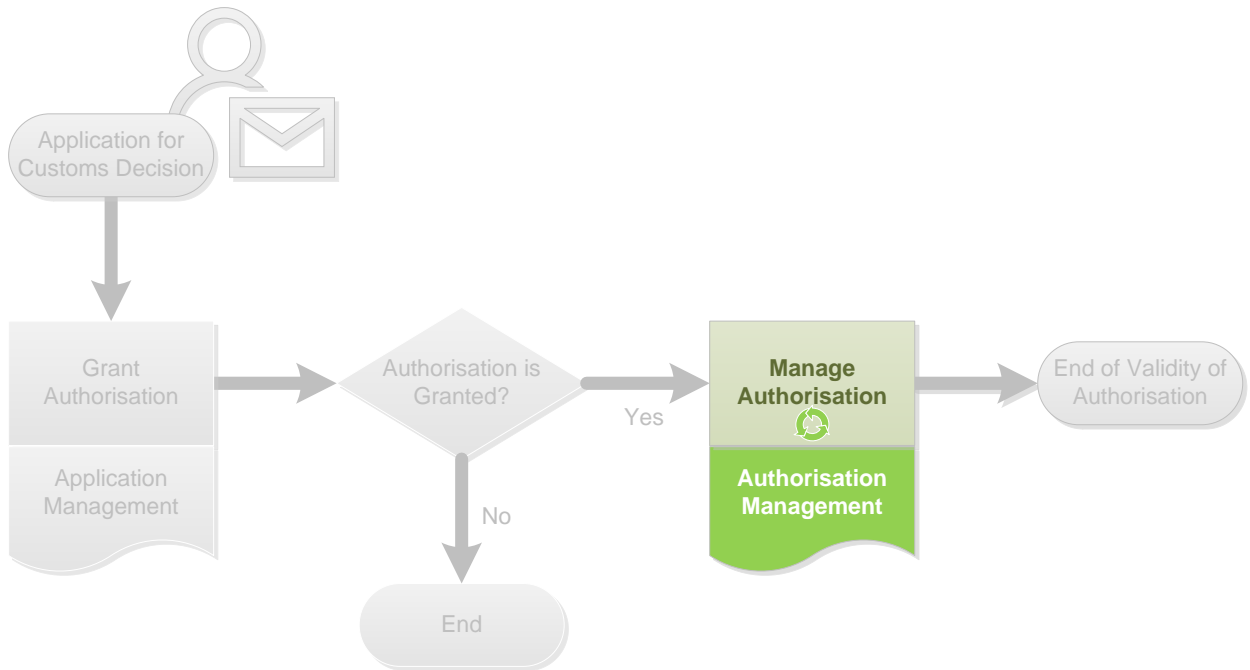 Application for
Customs Decision
Grant
Authorisation
Application
Management
Authorisation is
Granted?
Yes
No
End
Manage
Authorisation
Authorisation
Management
End of Validity of
Authorisation